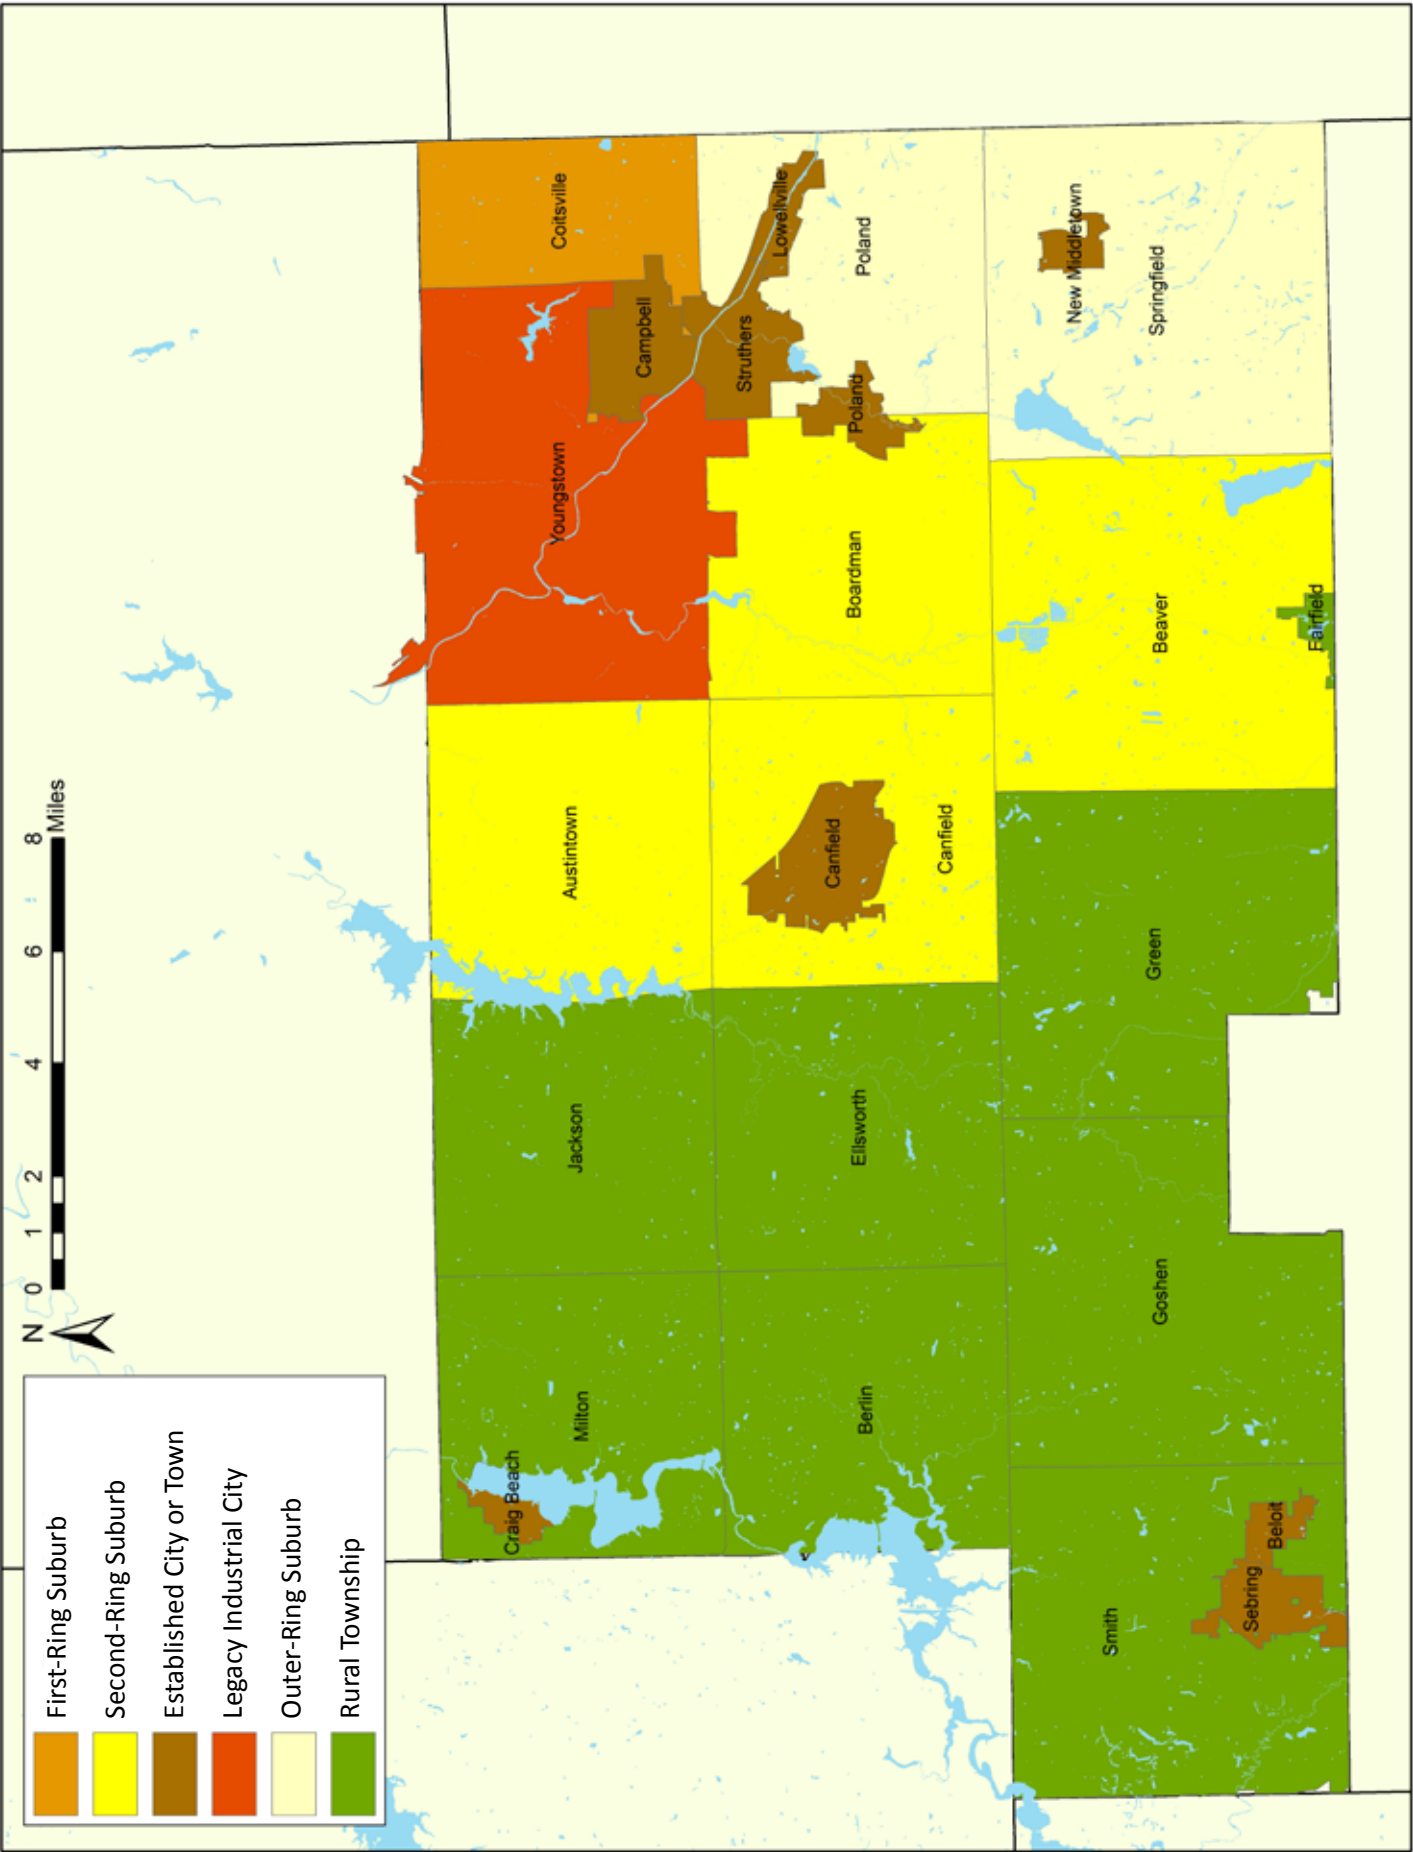 N
0 1 2 4 6 8
Miles
First-Ring Suburb
Second-Ring Suburb
Established City or Town
Legacy Industrial City
Outer-Ring Suburb
Rural Township
Craig Beach
Milton
Jackson
Austintown
Youngstown
Coitsville
Campbell
Struthers
Lowellville
Berlin
Ellsworth
Canfield
Canfield
Boardman
Poland
Poland
Smith
Sebring
Beloit
Goshen
Green
Beaver
Fairfield
New Middletown
Springfield